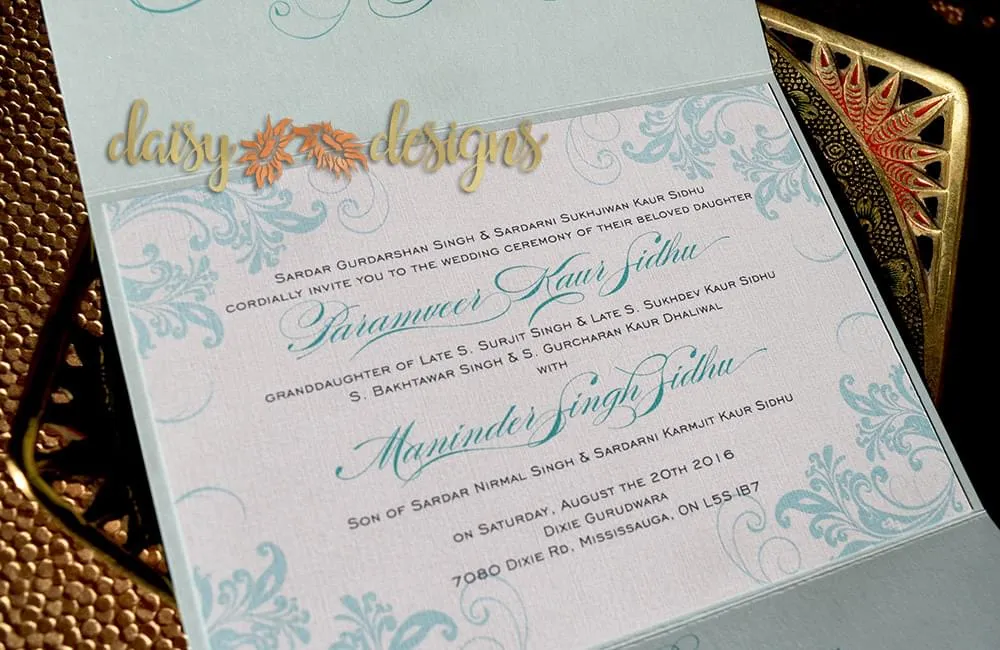 daisy designs
Sardar Gurdarshan Singh & Sardarni Sukhjiwan Kaur Sidhu
cordially invite you to the wedding ceremony of their beloved daughter
Paramveer Kaur Sidhu
granddaughter of Late S. Surjit Singh & Late S. Sukhdev Kaur Sidhu
S. Bakhtawar Singh & S. Gurcharan Kaur Dhaliwal
with
Maninder Singh Sidhu
Son of Sardar Nirmal Singh & Sardarni Karmjit Kaur Sidhu
on Saturday, August the 20th 2016
Dixie Gurudwara
7080 Dixie Rd, Mississauga, ON L5S 1B7